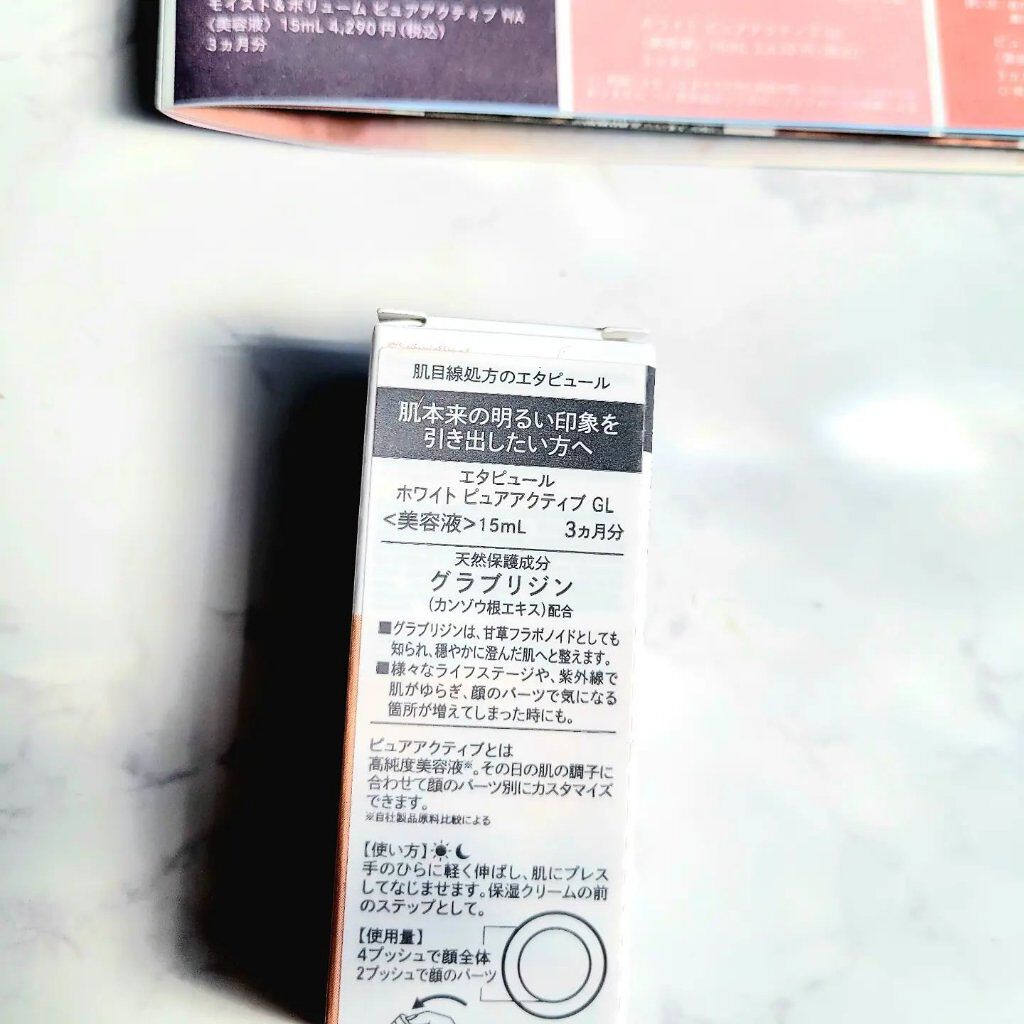 モイスト&ボリューム ピュアアクティブ WA
〈美容液〉15mL 4,290円(税込)
3ヵ月分
肌目線処方のエタピュール
肌本来の明るい印象を
引き出したい方へ
エタピュール
ホワイト ピュアアクティブ GL
<美容液>15mL 3ヵ月分
天然保護成分
グラブリジン
(カンゾウ根エキス)配合
■グラブリジンは、甘草フラボノイドとしても
知られ、穏やかに澄んだ肌へと整えます。
■様々なライフステージや、紫外線で
肌がゆらぎ、顔のパーツで気になる
箇所が増えてしまった時にも。
ピュアアクティブとは
高純度美容液※。その日の肌の調子に
合わせて顔のパーツ別にカスタマイズ
できます。
※自社製品原料比較による
【使い方】
手のひらに軽く伸ばし、肌にプレス
してなじませます。保湿クリームの前
のステップとして。
【使用量】
4プッシュで顔全体
2プッシュで顔のパーツ